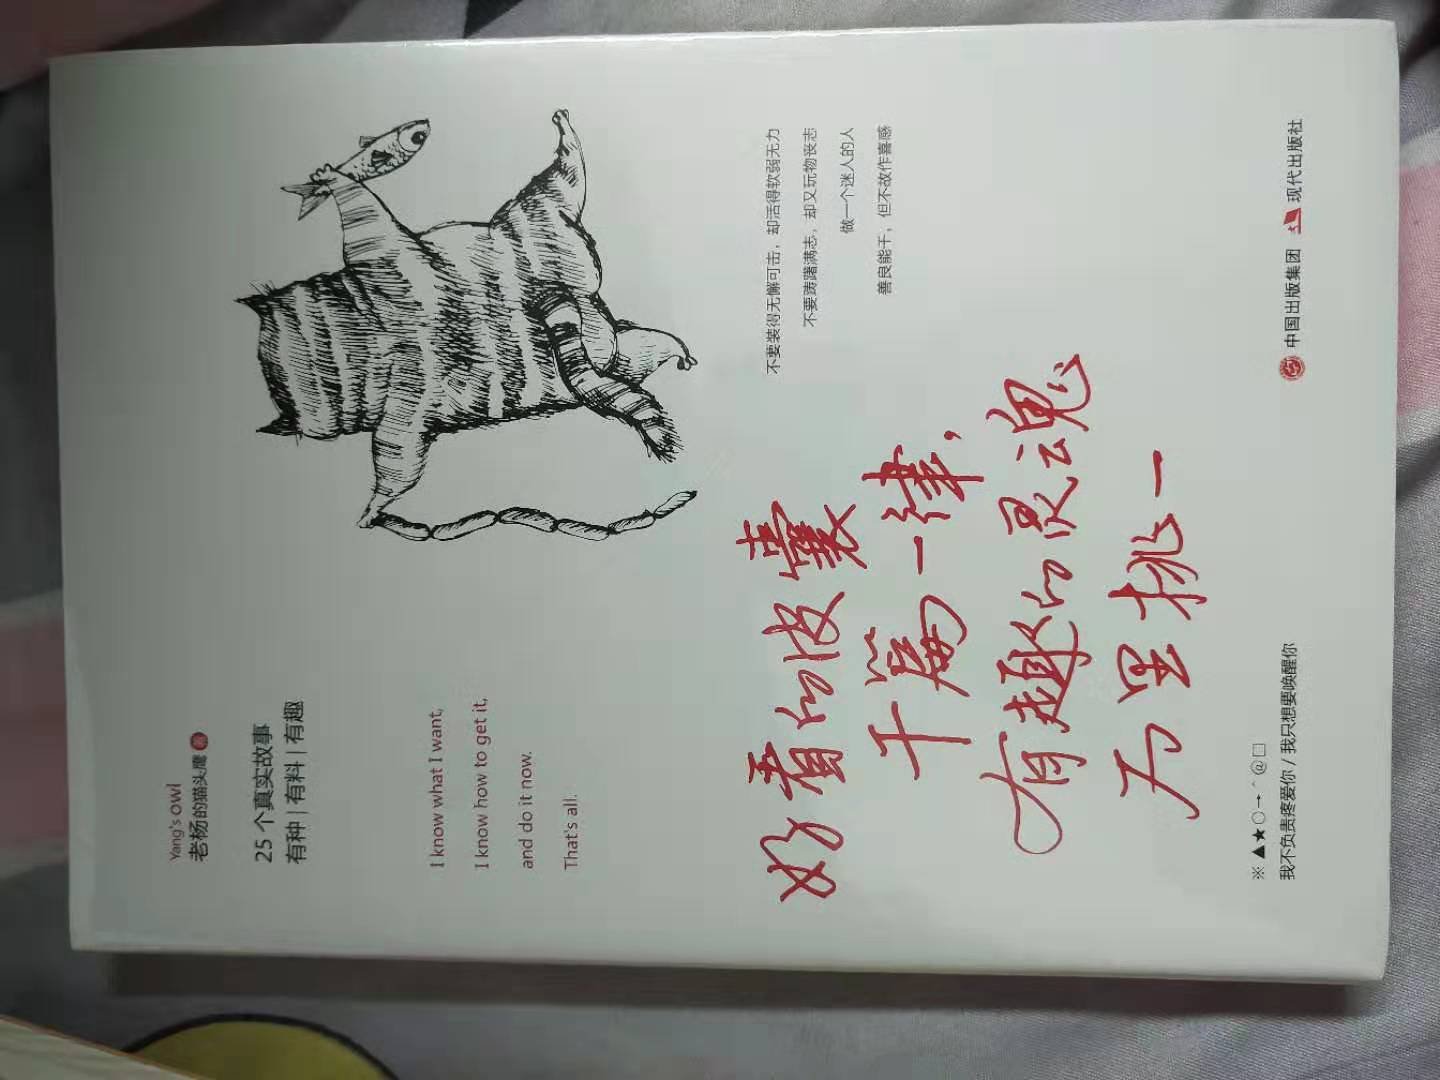 Yang's Owl
老杨的猫头鹰 著
25 个真实故事
有种 | 有料 | 有趣
I know what I want,
I know how to get it,
and do it now.
That's all.
不要装得无懈可击，却活得软弱无力
不要踌躇满志，却又玩物丧志
做一个迷人的人
善良能干，但不故作喜感
好看的皮囊
千篇一律，
有趣的灵魂
万里挑一
※▲★○→＾@□
我不负责疼爱你 / 我只想要唤醒你
中国出版集团 现代出版社